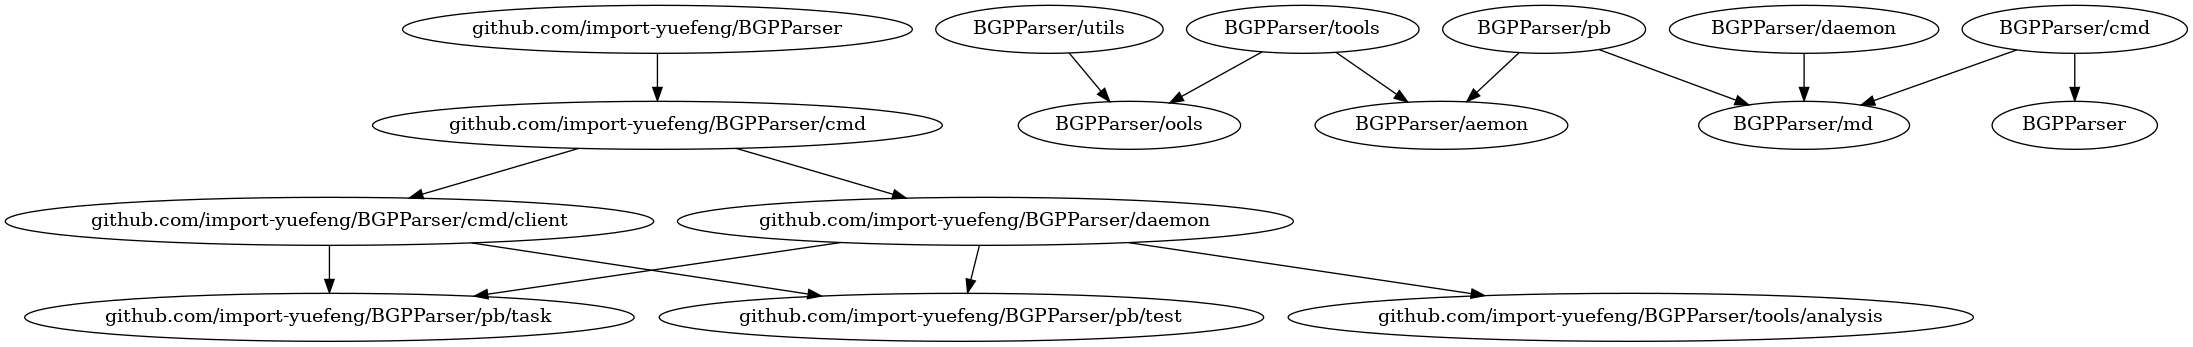 github.com/import-yuefeng/BGPParser
BGPParser/utils
BGPParser/tools
BGPParser/pb
BGPParser/daemon
BGPParser/cmd
github.com/import-yuefeng/BGPParser/cmd
BGPParser/ools
BGPParser/aemon
BGPParser/md
BGPParser
github.com/import-yuefeng/BGPParser/cmd/client
github.com/import-yuefeng/BGPParser/daemon
github.com/import-yuefeng/BGPParser/pb/task
github.com/import-yuefeng/BGPParser/pb/test
github.com/import-yuefeng/BGPParser/tools/analysis